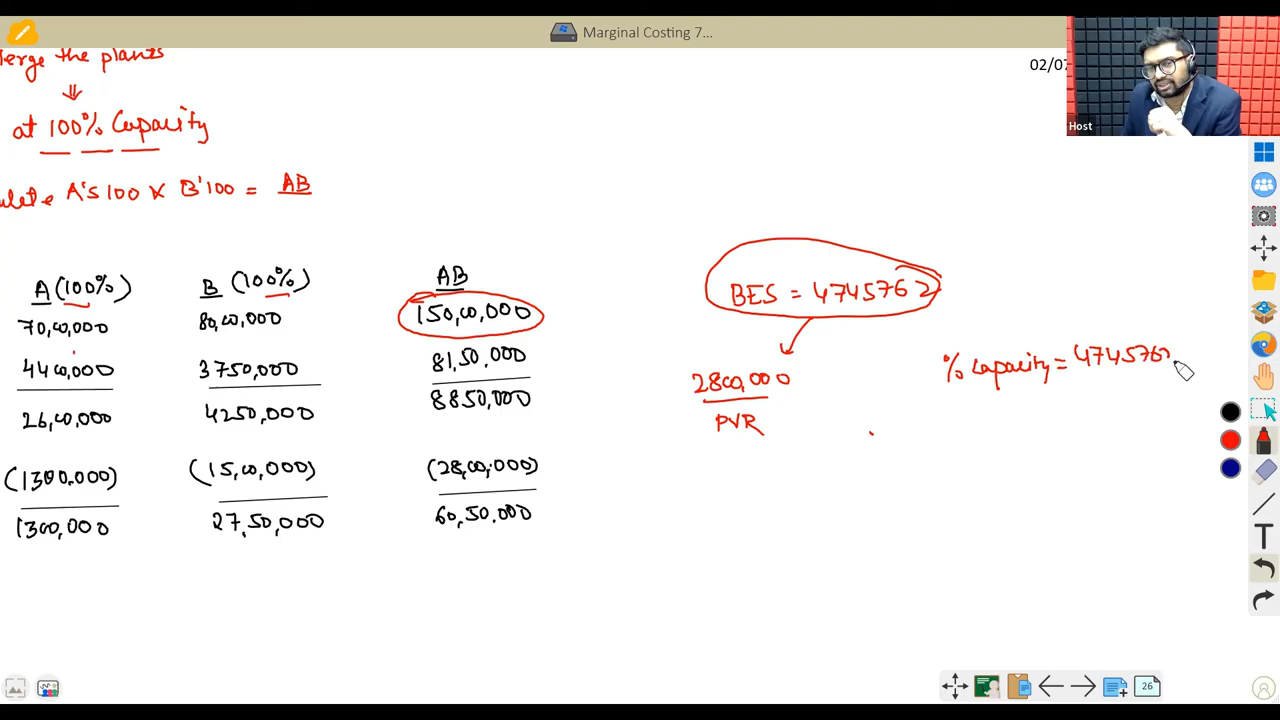 Marginal Costing 7...
02/07
Host
erge the plants
at 100% Capacity
ulate A's 100 × B'100 = AB
A (100%) B (100%) AB
70,00,000 80,00,000 150,00,000
4400,000 3750,000 81,50,000
26,00,000 4250,000 8850,000
(1300.000) (15,00,000) (28,00,000)
1300,000 27,50,000 60,50,000
BES = 4745762
2800,000
PVR
% capacity = 4745762
26
T